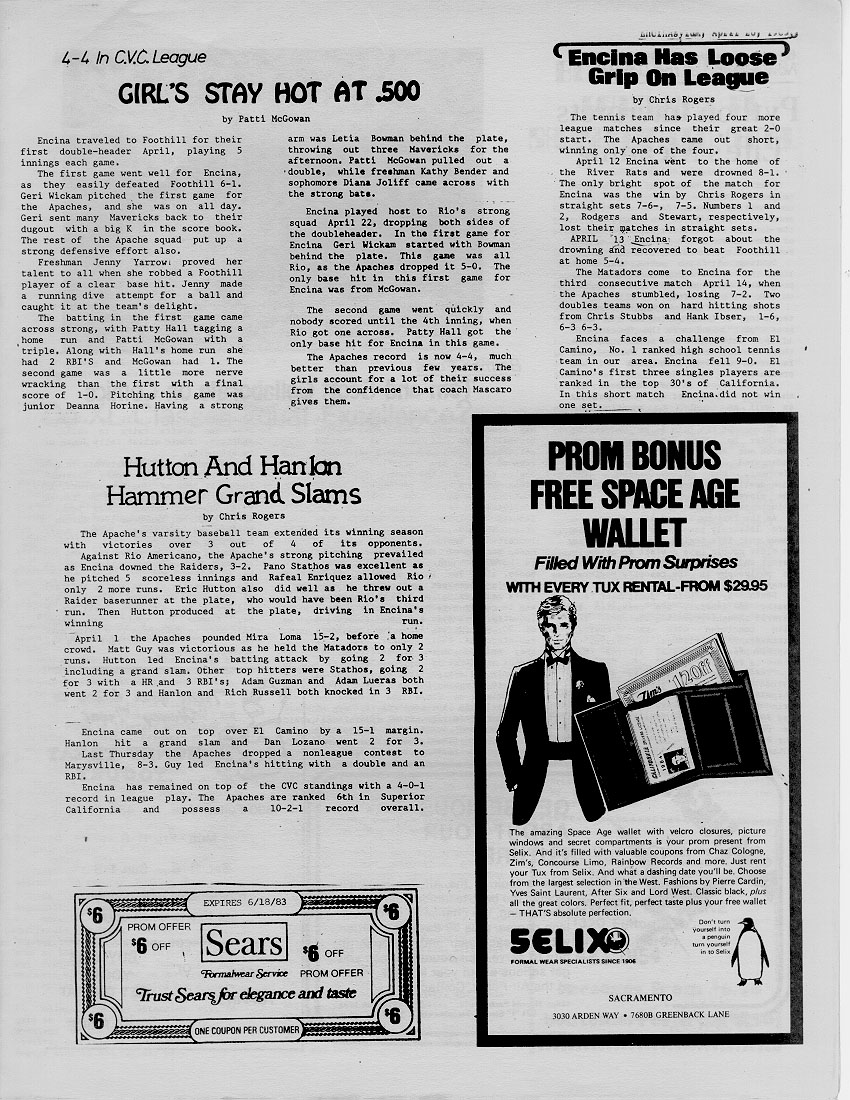 4-4 In C.V.C. League
GIRL'S STAY HOT AT .500
by Patti McGowan
Encina traveled to Foothill for their
first double-header April, playing 5
innings each game.
The first game went well for Encina,
as they easily defeated Foothill 6-1.
Geri Wickam pitched the first game for
the Apaches, and she was on all day.
Geri sent many Mavericks back to their
dugout with a big K in the score book.
The rest of the Apache squad put up a
strong defensive effort also.
Freshman Jenny Yarrow proved her
talent to all when she robbed a Foothill
player of a clear base hit. Jenny made
a running dive attempt for a ball and
caught it at the team's delight.
The batting in the first game came
across strong, with Patty Hall tagging a
home run and Patti McGowan with a
triple. Along with Hall's home run she
had 2 RBI'S and McGowan had 1. The
second game was a little more nerve
wracking than the first with a final
score of 1-0. Pitching this game was
junior Deanna Horine. Having a strong
arm was Letia Bowman behind the plate,
throwing out three Mavericks for the
afternoon. Patti McGowan pulled out a
double, while freshman Kathy Bender and
sophomore Diana Joliff came across with
the strong bats.
Encina played host to Rio's strong
squad April 22, dropping both sides of
the doubleheader. In the first game for
Encina Geri Wickam started with Bowman
behind the plate. This game was all
Rio, as the Apaches dropped it 5-0. The
only base hit in this first game for
Encina was from McGowan.
The second game went quickly and
nobody scored until the 4th inning, when
Rio got one across. Patty Hall got the
only base hit for Encina in this game.
The Apaches record is now 4-4, much
better than previous few years. The
girls account for a lot of their success
from the confidence that coach Mascaro
gives them.
Encina Has Loose
Grip On League
by Chris Rogers
The tennis team has played four more
league matches since their great 2-0
start. The Apaches came out short,
winning only one of the four.
April 12 Encina went to the home of
the River Rats and were drowned 8-1.
The only bright spot of the match for
Encina was the win by Chris Rogers in
straight sets 7-6-, 7-5. Numbers 1 and
2, Rodgers and Stewart, respectively,
lost their matches in straight sets.
APRIL 13 Encina forgot about the
drowning and recovered to beat Foothill
at home 5-4.
The Matadors come to Encina for the
third consecutive match April 14, when
the Apaches stumbled, losing 7-2. Two
doubles teams won on hard hitting shots
from Chris Stubbs and Hank Ibser, 1-6,
6-3 6-3.
Encina faces a challenge from El
Camino, No. 1 ranked high school tennis
team in our area. Encina fell 9-0. El
Camino's first three singles players are
ranked in the top 30's of California.
In this short match Encina did not win
one set.
Hutton And Hanlon
Hammer Grand Slams
by Chris Rogers
The Apache's varsity baseball team extended its winning season
with victories over 3 out of 4 of its opponents.
Against Rio Americano, the Apache's strong pitching prevailed
as Encina downed the Raiders, 3-2. Pano Stathos was excellent as
he pitched 5 scoreless innings and Rafeal Enriquez allowed Rio
only 2 more runs. Eric Hutton also did well as he threw out a
Raider baserunner at the plate, who would have been Rio's third
run. Then Hutton produced at the plate, driving in Encina's
winning run.
April 1 the Apaches pounded Mira Loma 15-2, before a home
crowd. Matt Guy was victorious as he held the Matadors to only 2
runs. Hutton led Encina's batting attack by going 2 for 3
including a grand slam. Other top hitters were Stathos, going 2
for 3 with a HR and 3 RBI's; Adam Guzman and Adam Lueras both
went 2 for 3 and Hanlon and Rich Russell both knocked in 3 RBI.
Encina came out on top over El Camino by a 15-1 margin.
Hanlon hit a grand slam and Dan Lozano went 2 for 3.
Last Thursday the Apaches dropped a nonleague contest to
Marysville, 8-3. Guy led Encina's hitting with a double and an
RBI.
Encina has remained on top of the CVC standings with a 4-0-1
record in league play. The Apaches are ranked 6th in Superior
California and possess a 10-2-1 record overall.
EXPIRES 6/18/83
$6
$6
PROM OFFER
$6 OFF
Sears
$6 OFF
Formalwear Service
PROM OFFER
Trust Sears for elegance and taste
$6
$6
ONE COUPON PER CUSTOMER
PROM BONUS
FREE SPACE AGE
WALLET
Filled With Prom Surprises
WITH EVERY TUX RENTAL-FROM $29.95
1/2 Off
Zim's
The amazing Space Age wallet with velcro closures, picture
windows and secret compartments is your prom present from
Selix. And it's filled with valuable coupons from Chaz Cologne,
Zim's, Concourse Limo, Rainbow Records and more. Just rent
your Tux from Selix. And what a dashing date you'll be. Choose
from the largest selection in the West. Fashions by Pierre Cardin,
Yves Saint Laurent, After Six and Lord West. Classic black, plus
all the great colors. Perfect fit, perfect taste plus your free wallet
— THAT'S absolute perfection.
SELIX
FORMAL WEAR SPECIALISTS SINCE 1906
Don't turn
yourself into
a penguin
turn yourself
in to Selix
SACRAMENTO
3030 ARDEN WAY • 7680B GREENBACK LANE